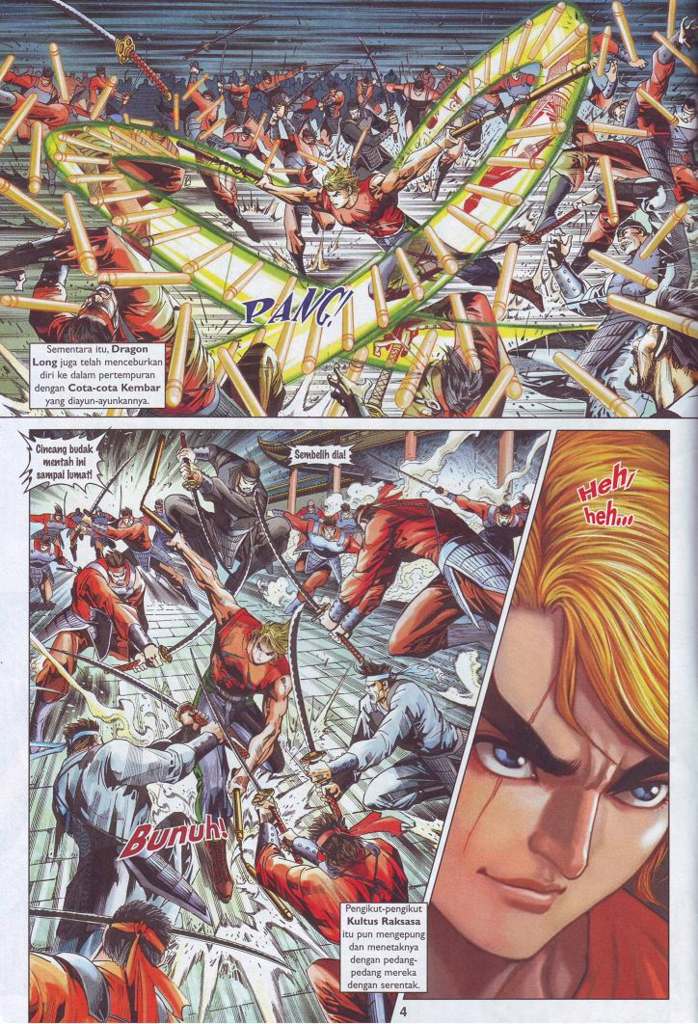 PANG!
Sementara itu, Dragon
Long juga telah menceburkan
diri ke dalam pertempuran
dengan Cota-cota Kembar
yang diayun-ayunkannya.
Cincang budak
mentah ini
sampai lumat!
Sembelih dia!
Heh,
heh...
Bunuh!
Pengikut-pengikut
Kultus Raksasa
itu pun mengepung
dan menetaknya
dengan pedang-
pedang mereka
dengan serentak.
4